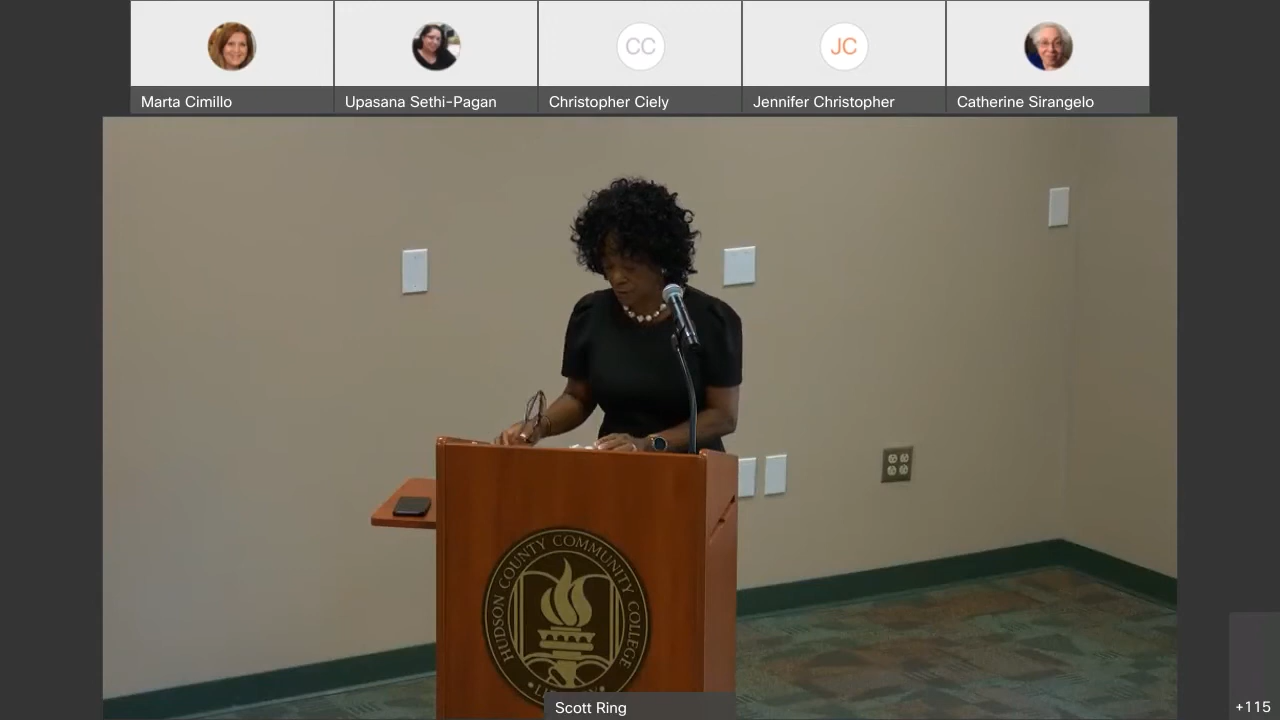 CC
JC
Marta Cimillo
Upasana Sethi-Pagan
Christopher Ciely
Jennifer Christopher
Catherine Sirangelo
HUDSON COUNTY COMMUNITY COLLEGE
Scott Ring
+115